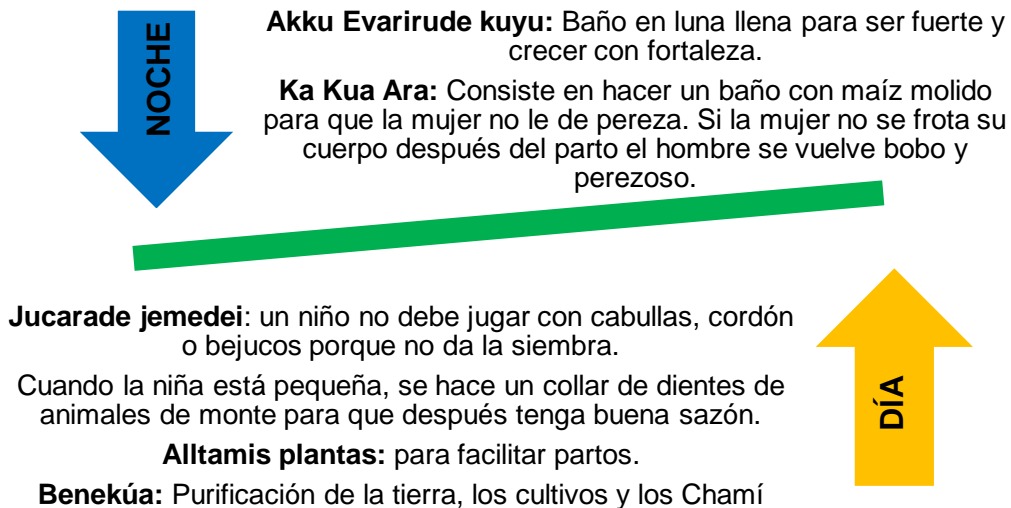 NOCHE
Akku Evarirude kuyu: Baño en luna llena para ser fuerte y
crecer con fortaleza.
Ka Kua Ara: Consiste en hacer un baño con maíz molido
para que la mujer no le de pereza. Si la mujer no se frota su
cuerpo después del parto el hombre se vuelve bobo y
perezoso.
Jucarade jemedei: un niño no debe jugar con cabullas, cordón
o bejucos porque no da la siembra.
Cuando la niña está pequeña, se hace un collar de dientes de
animales de monte para que después tenga buena sazón.
Alltamis plantas: para facilitar partos.
Benekúa: Purificación de la tierra, los cultivos y los Chamí
DÍA